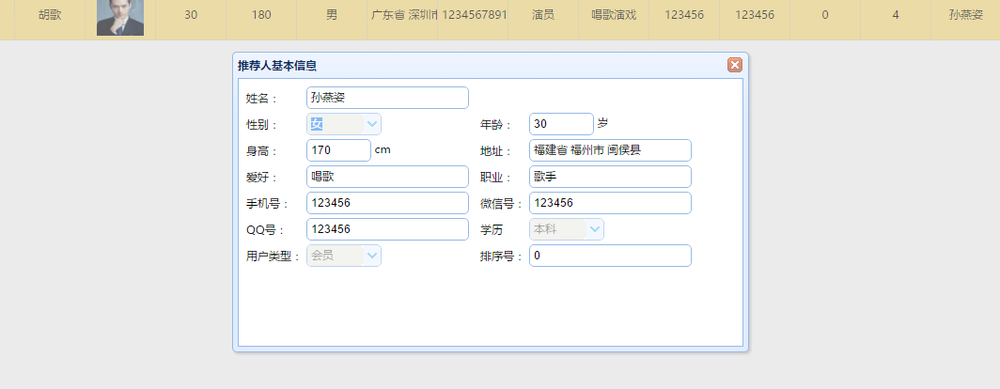 胡歌 30 180 男 广东省 深圳市 1234567891 演员 唱歌演戏 123456 123456 0 4 孙燕姿
推荐人基本信息
姓名： 孙燕姿
性别： 女 年龄： 30 岁
身高： 170 cm 地址： 福建省 福州市 闽侯县
爱好： 唱歌 职业： 歌手
手机号： 123456 微信号： 123456
QQ号： 123456 学历 本科
用户类型： 会员 排序号： 0